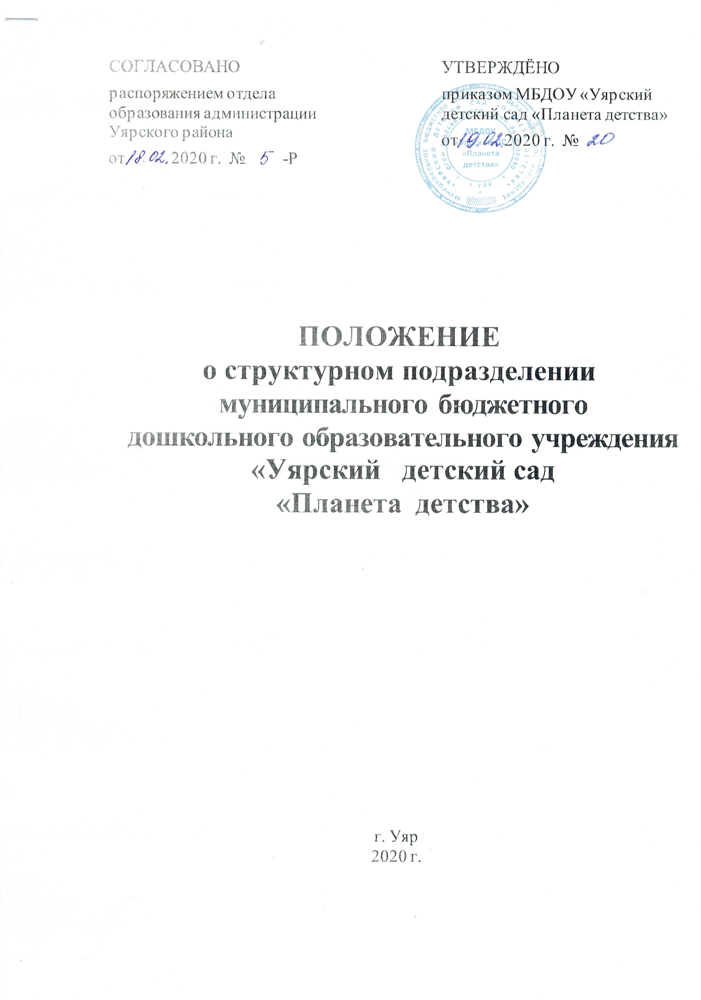 СОГЛАСОВАНО
распоряжением отдела
образования администрации
Уярского района
от 18.02.2020 г. № 5 -Р
УТВЕРЖДЁНО
приказом МБДОУ «Уярский
детский сад «Планета детства»
от 19.02.2020 г. № 20
МБДОУ
«Планета
детства»
г. УЯР
ПОЛОЖЕНИЕ
о структурном подразделении
муниципального бюджетного
дошкольного образовательного учреждения
«Уярский детский сад
«Планета детства»
г. Уяр
2020 г.